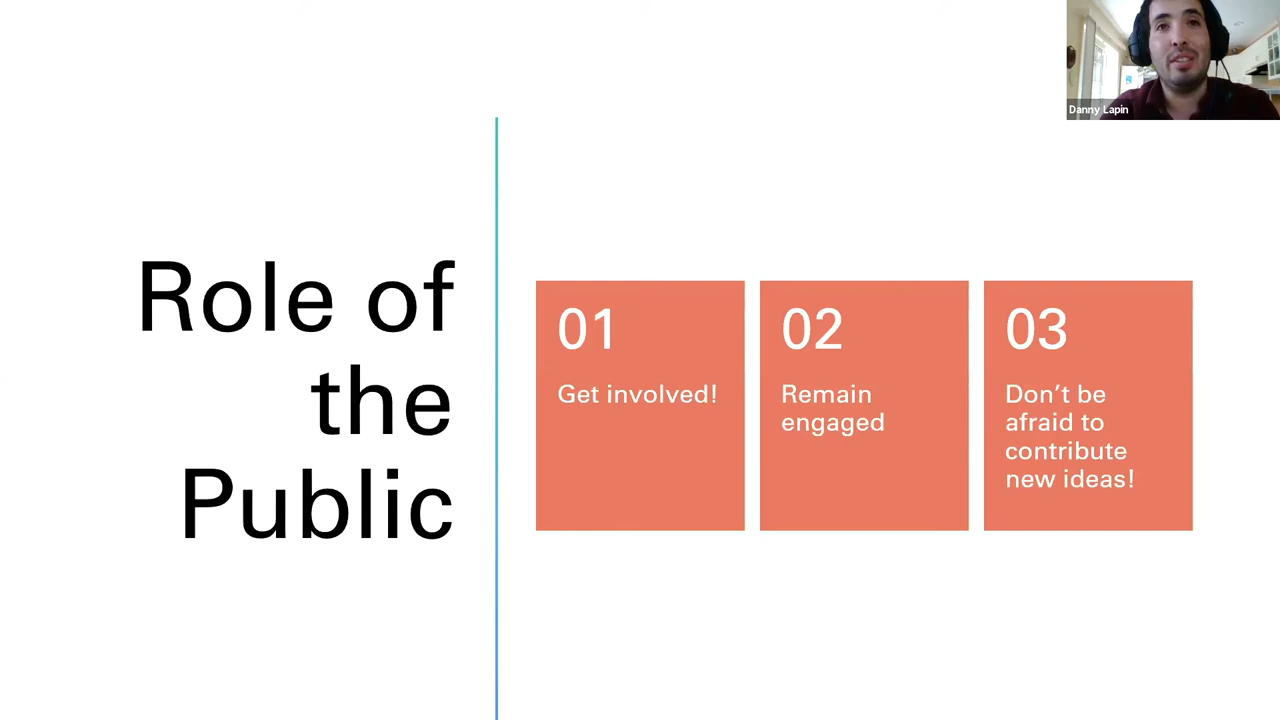 Danny Lapin
Role of
the
Public
01
Get involved!
02
Remain
engaged
03
Don’t be
afraid to
contribute
new ideas!